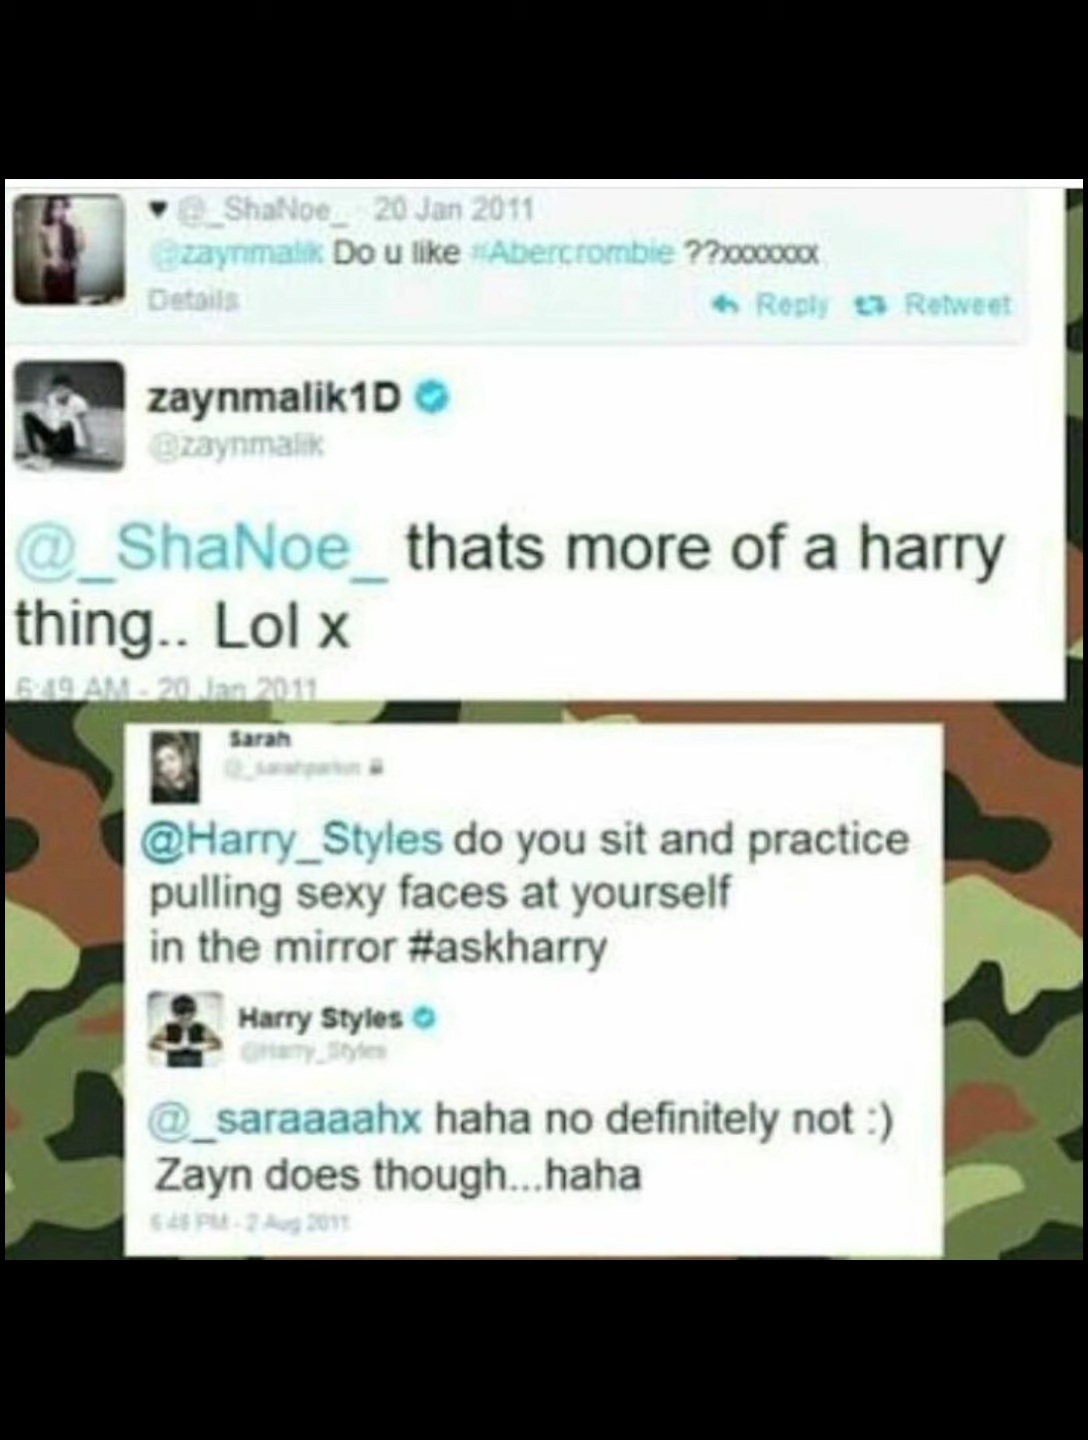 ♥ @_ShaNoe_ 20 Jan 2011
@zaynmalik Do u like #Abercrombie ??xxxxxxx
Details Reply Retweet
zaynmalik1D
@zaynmalik
@_ShaNoe_ thats more of a harry
thing.. Lol x
6:49 AM - 20 Jan 2011
Sarah
@Harry_Styles do you sit and practice
pulling sexy faces at yourself
in the mirror #askharry
Harry Styles
@Harry_Styles
@_saraaaahx haha no definitely not :)
Zayn does though...haha
2 Aug 2011